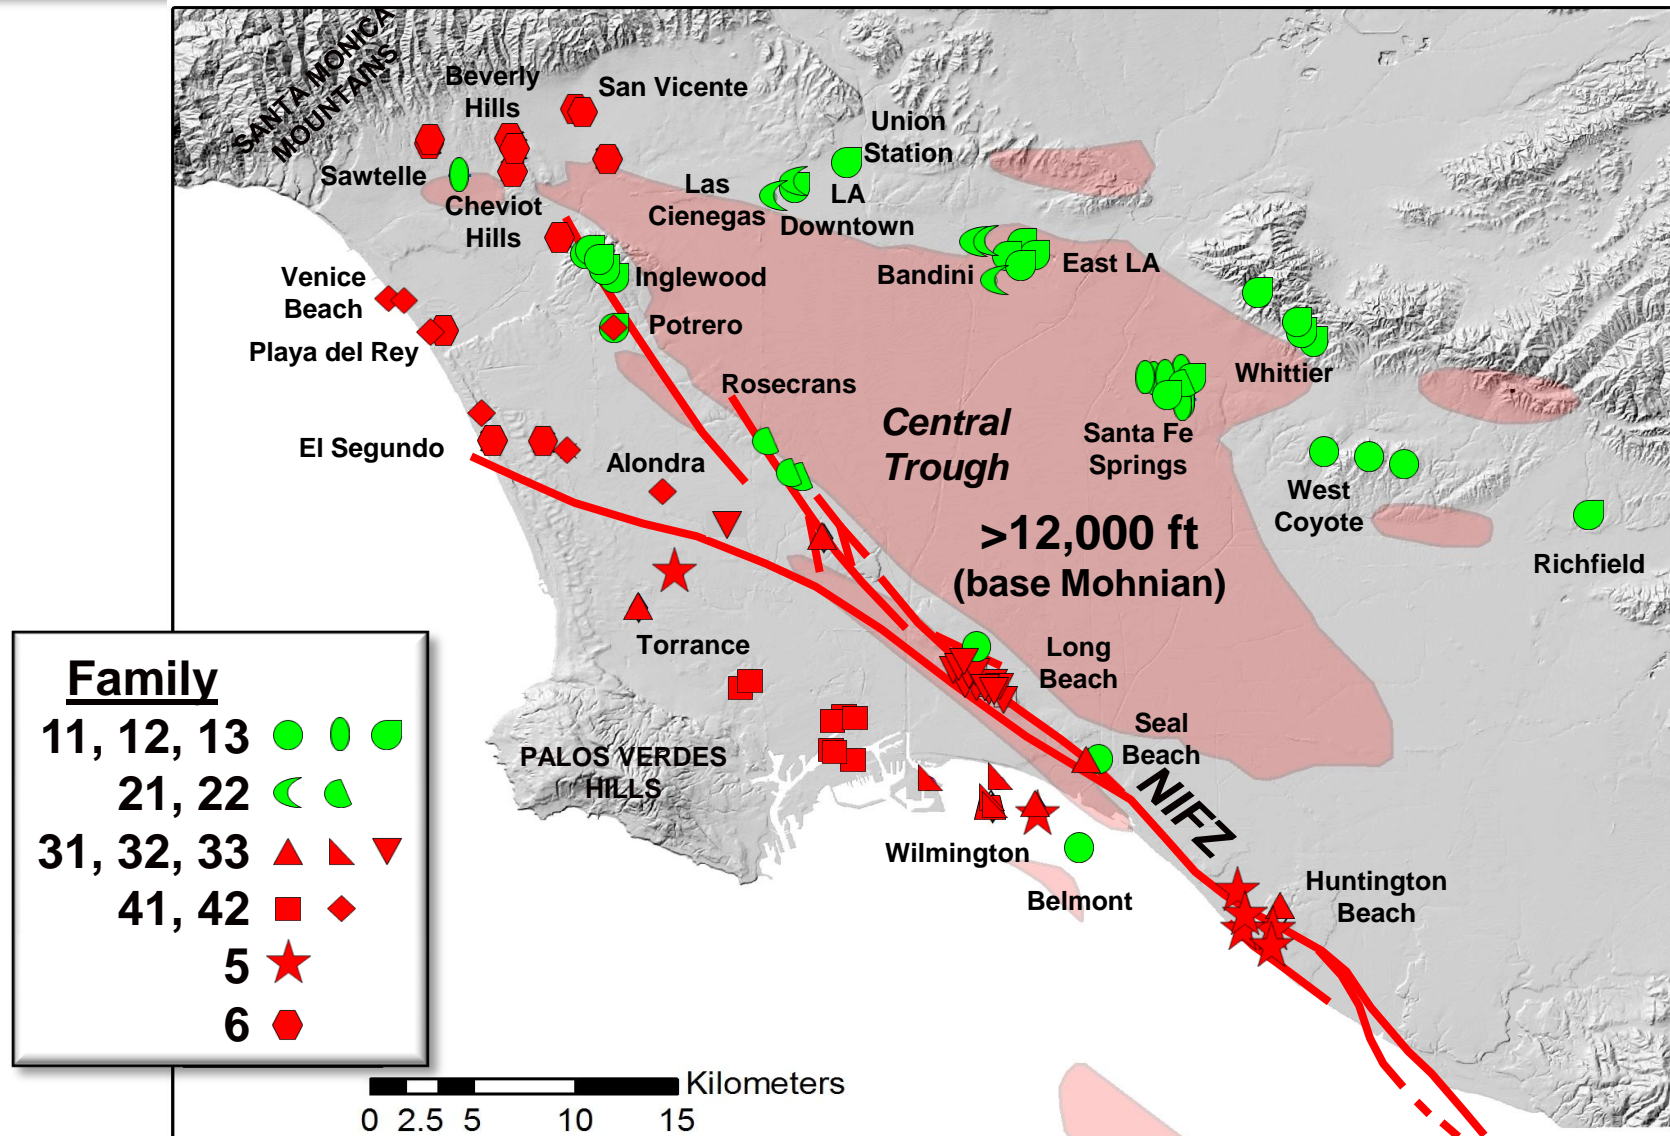 SANTA MONICA
MOUNTAINS
Beverly
Hills
San Vicente
Union
Station
Sawtelle
Las
Cienegas
LA
Downtown
Cheviot
Hills
Bandini
East LA
Inglewood
Venice
Beach
Potrero
Playa del Rey
Whittier
Rosecrans
Central
Trough
El Segundo
Alondra
Santa Fe
Springs
West
Coyote
>12,000 ft
(base Mohnian)
Richfield
Torrance
Long
Beach
Seal
Beach
PALOS VERDES
HILLS
NIFZ
Wilmington
Belmont
Huntington
Beach
Family
11, 12, 13
21, 22
31, 32, 33
41, 42
5
6
Kilometers
0 2.5 5 10 15